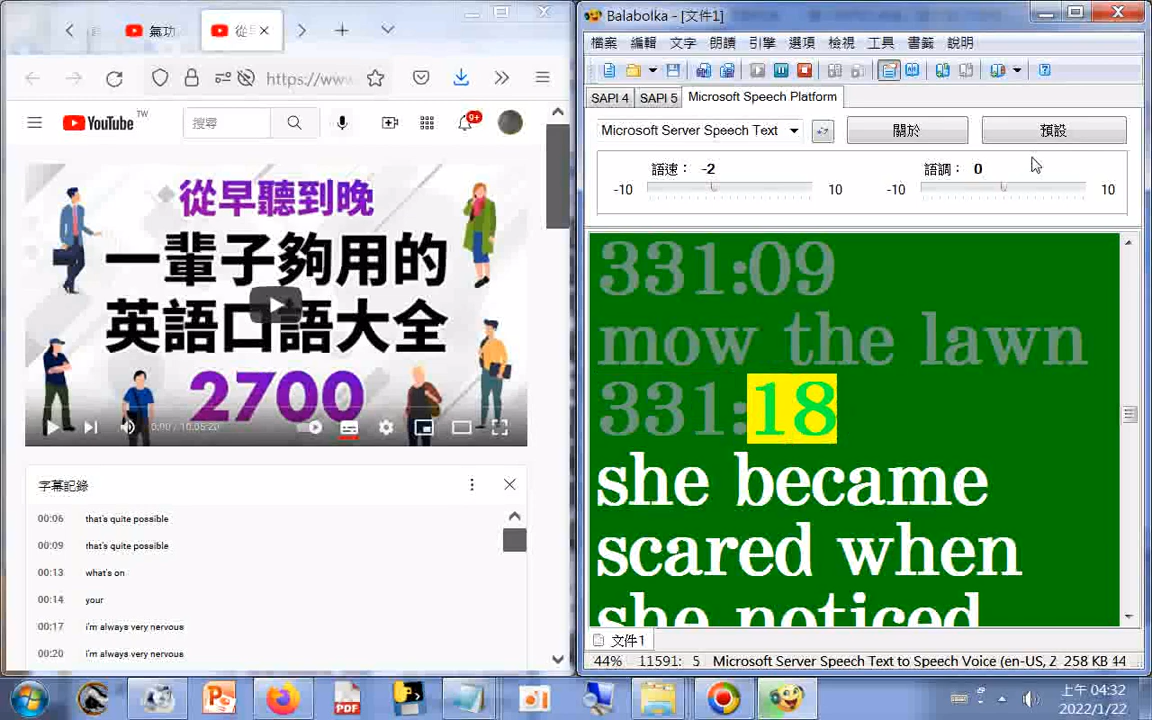 氣功
從
https://www
YouTube TW
搜尋
9+
從早聽到晚
一輩子夠用的
英語口語大全
2700
0:00 / 10:05:20
字幕記錄
00:06 that's quite possible
00:09 that's quite possible
00:13 what's on
00:14 your
00:17 i'm always very nervous
00:20 i'm always very nervous
Balabolka - [文件1]
檔案 編輯 文字 朗讀 引擎 選項 檢視 工具 書籤 說明
SAPI 4 SAPI 5 Microsoft Speech Platform
Microsoft Server Speech Text 關於 預設
語速: -2 語調: 0
-10 10 -10 10
331:09
mow the lawn
331:18
she became
scared when
she noticed
文件1
44% 11591: 5 Microsoft Server Speech Text to Speech Voice (en-US, Z 258 KB 44
PDF
上午 04:32
2022/1/22